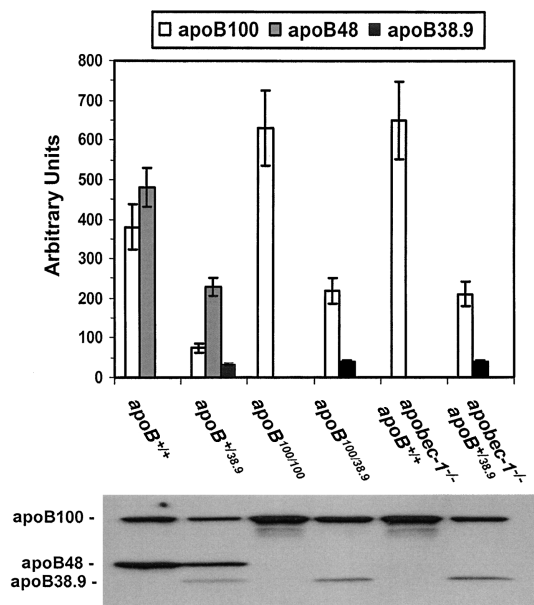 apoB100 apoB48 apoB38.9
800
700
600
500
400
300
200
100
0
Arbitrary Units
apoB+/+
apoB+/38.9
apoB100/100
apoB100/38.9
apobec-1-/-
apoB+/+
apobec-1-/-
apoB+/38.9
apoB100 -
apoB48 -
apoB38.9 -